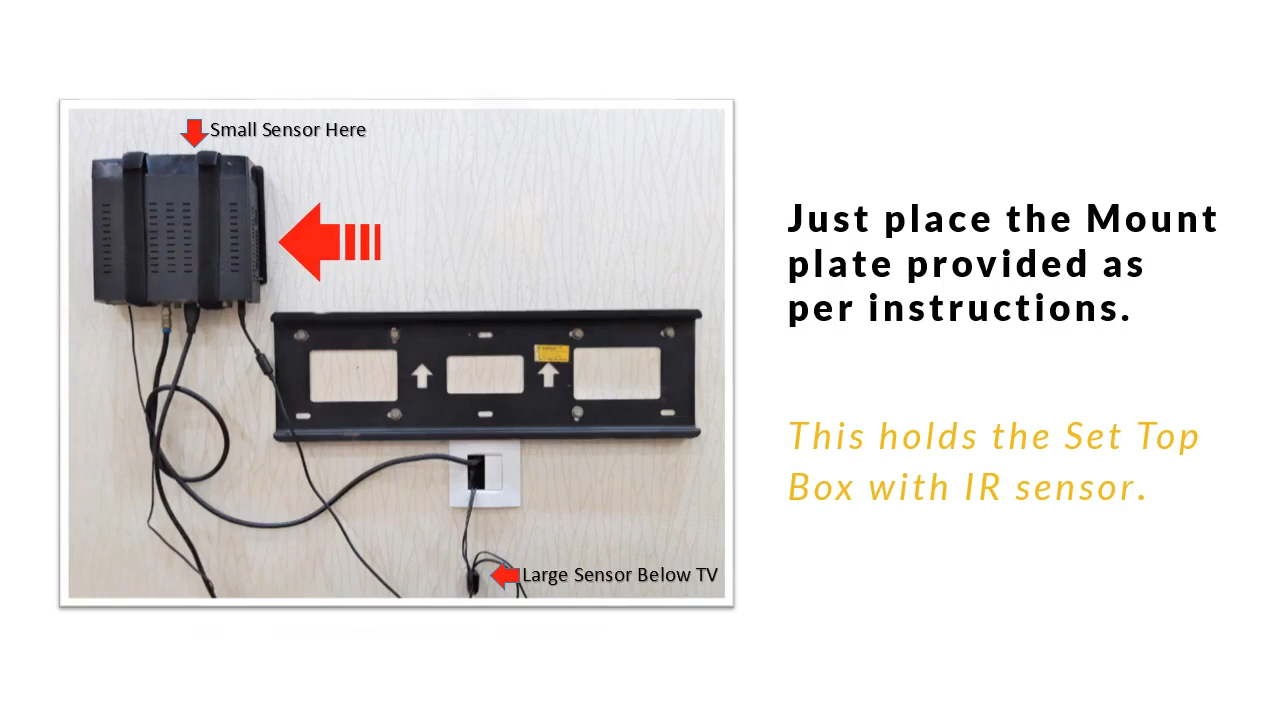 Small Sensor Here
Large Sensor Below TV
Just place the Mount
plate provided as
per instructions.
This holds the Set Top
Box with IR sensor.